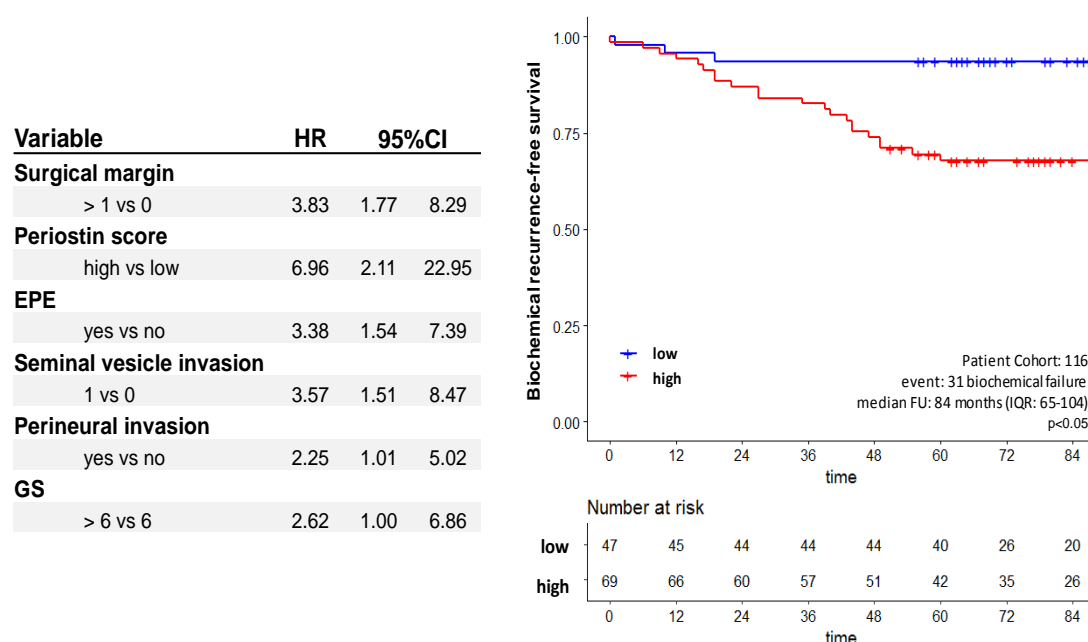 Variable HR 95%CI
Surgical margin
> 1 vs 0 3.83 1.77 8.29
Periostin score
high vs low 6.96 2.11 22.95
EPE
yes vs no 3.38 1.54 7.39
Seminal vesicle invasion
1 vs 0 3.57 1.51 8.47
Perineural invasion
yes vs no 2.25 1.01 5.02
GS
> 6 vs 6 2.62 1.00 6.86
Biochemical recurrence-free survival
1.00
0.75
0.50
0.25
0.00
low
high
Patient Cohort: 116
event: 31 biochemical failure
median FU: 84 months (IQR: 65-104)
p<0.05
0 12 24 36 48 60 72 84
time
Number at risk
low 47 45 44 44 44 40 26 20
high 69 66 60 57 51 42 35 26
0 12 24 36 48 60 72 84
time